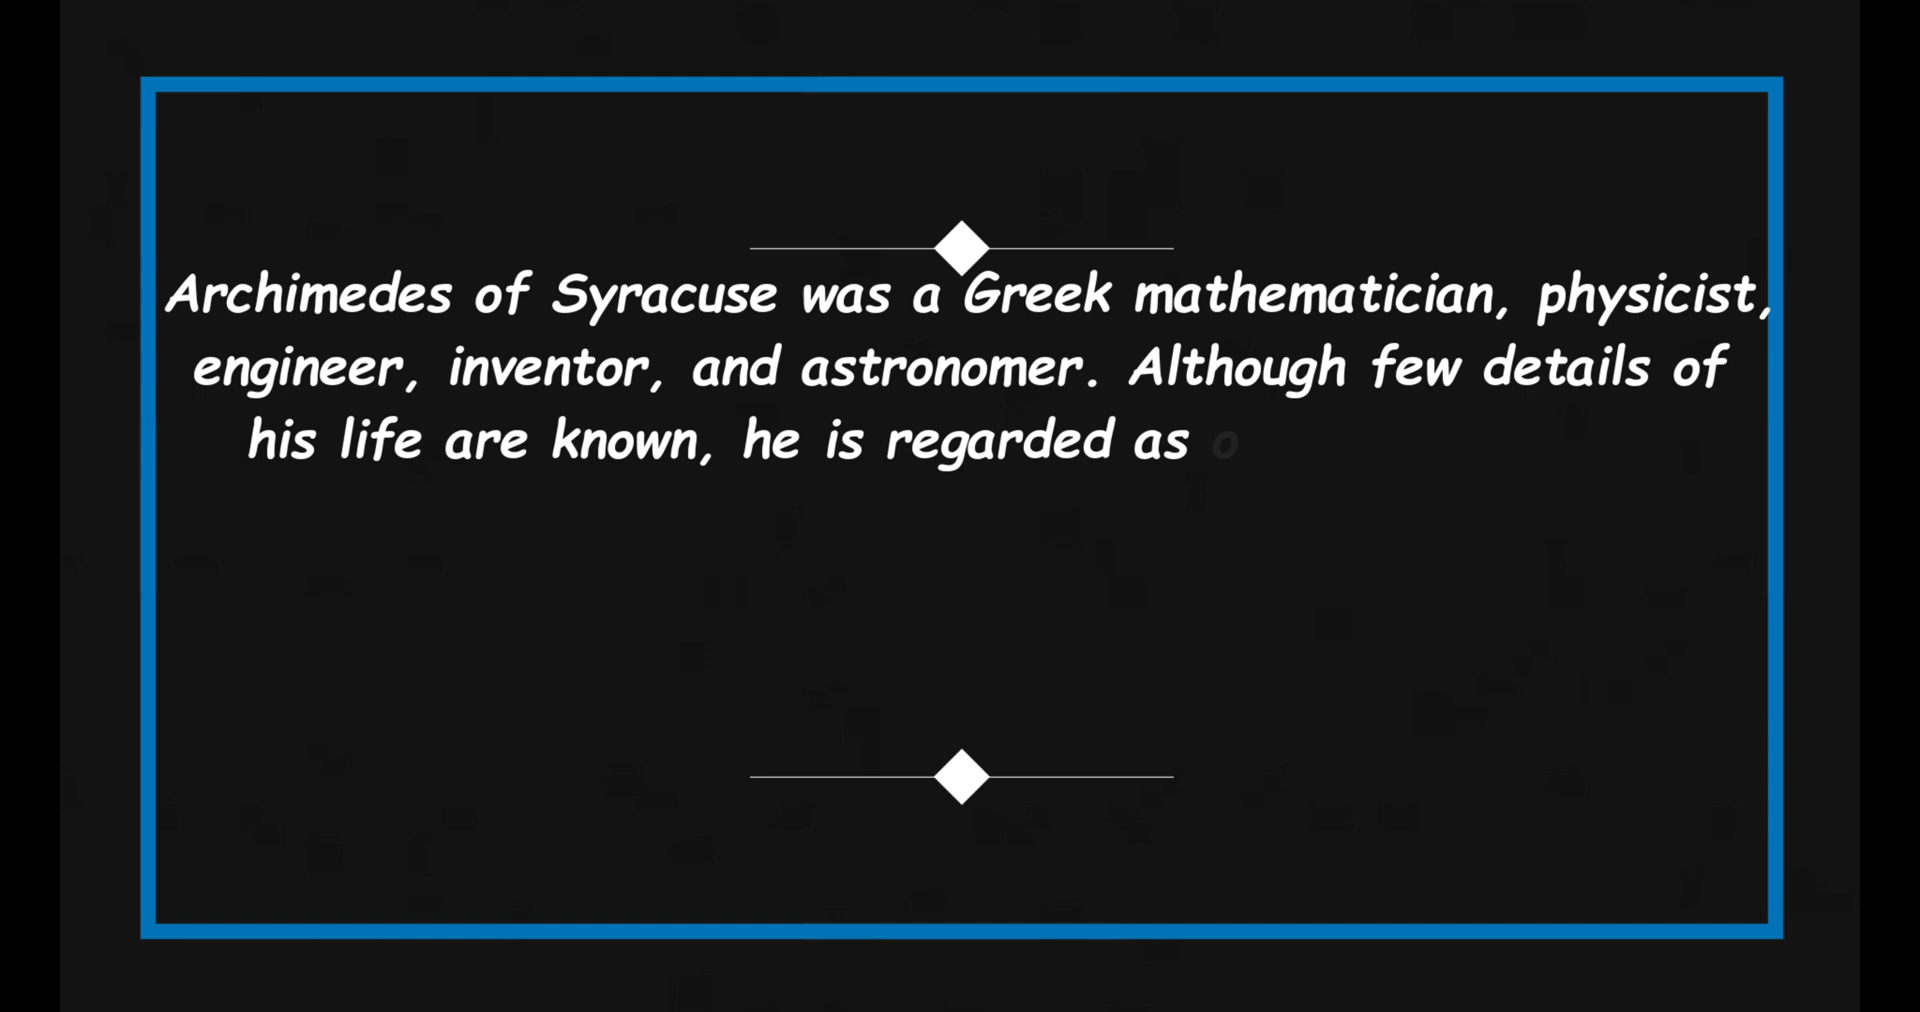 Archimedes of Syracuse was a Greek mathematician, physicist,
engineer, inventor, and astronomer. Although few details of
his life are known, he is regarded as o